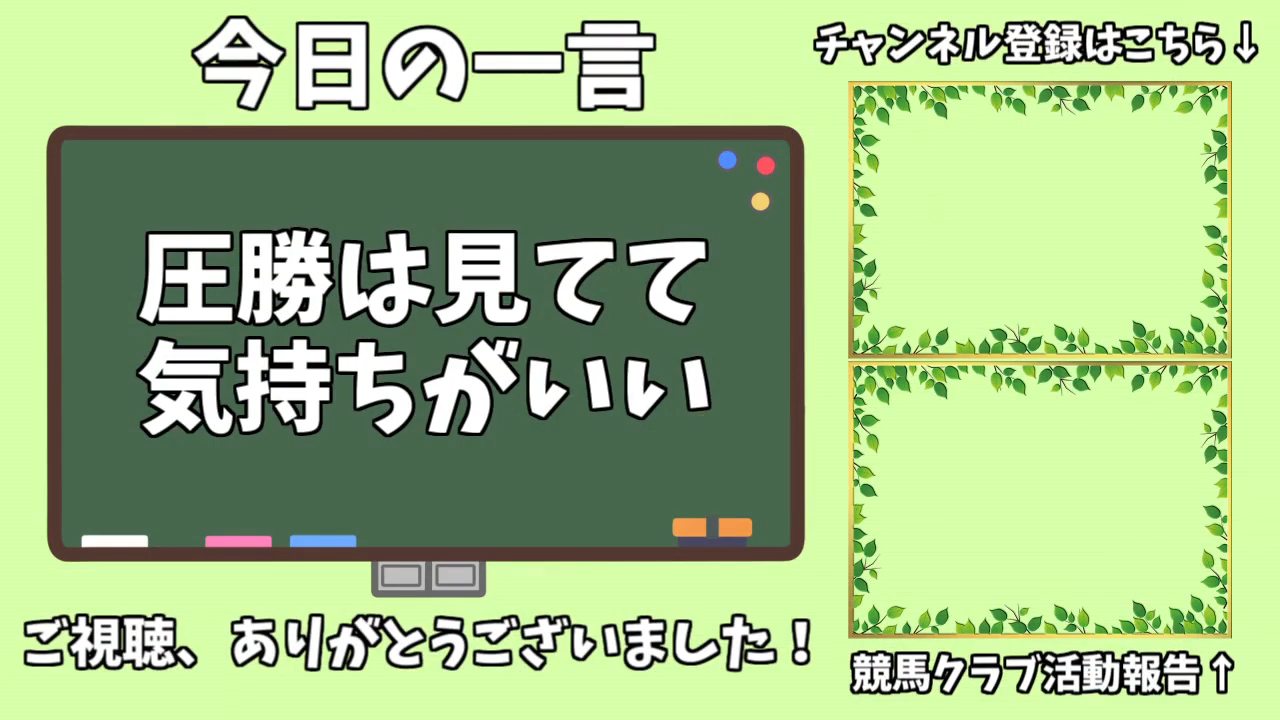 今日の一言
圧勝は見てて
気持ちがいい
ご視聴、ありがとうございました！
チャンネル登録はこちら↓
競馬クラブ活動報告↑